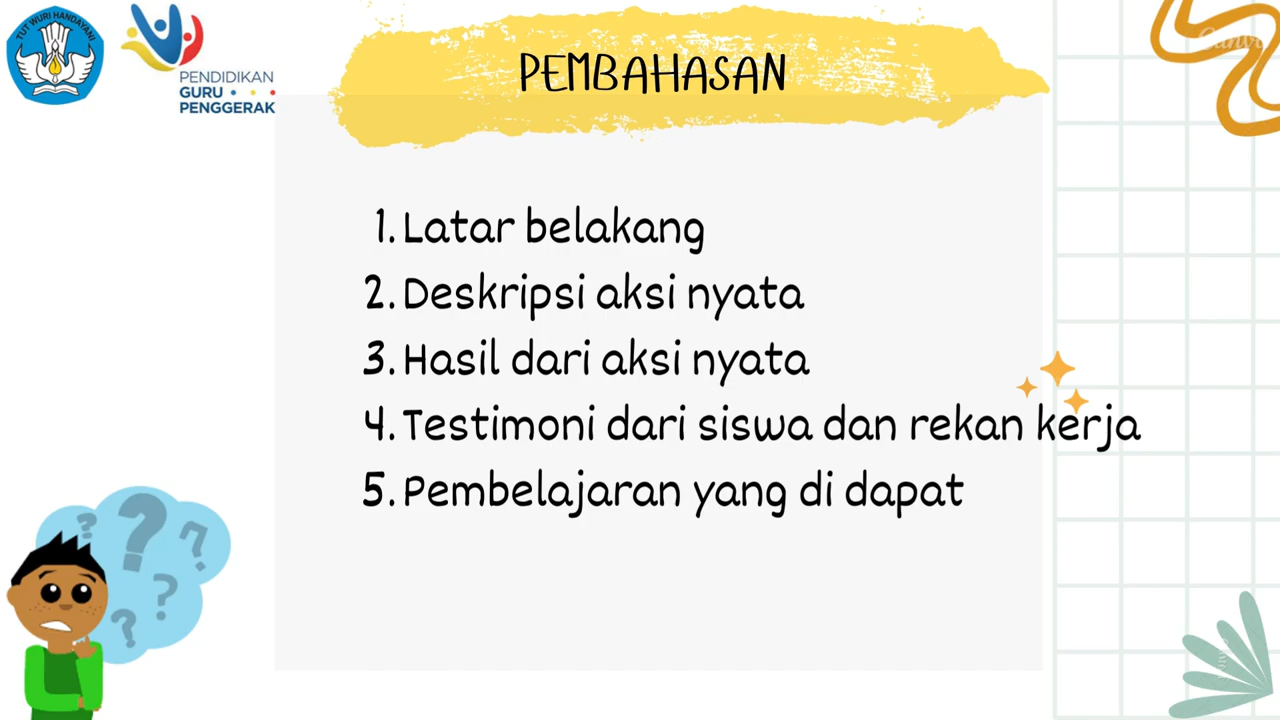 TUT WURI HANDAYANI
PENDIDIKAN
GURU
PENGGERAK
PEMBAHASAN
Canva
1. Latar belakang
2. Deskripsi aksi nyata
3. Hasil dari aksi nyata
4. Testimoni dari siswa dan rekan kerja
5. Pembelajaran yang di dapat
? ? ? ? ?